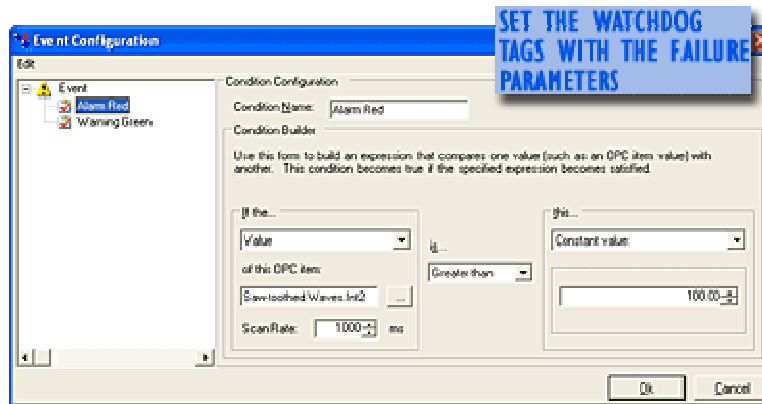 SET THE WATCHDOG
TAGS WITH THE FAILURE
PARAMETERS
Event Configuration
Edit
Event
Alarm Red
Warning Green
Condition Configuration
Condition Name: Alarm Red
Condition Builder
Use this form to build an expression that compares one value (such as an OPC item value) with
another. This condition becomes true if the specified expression becomes satisfied.
If the...
Value
of this OPC item:
Saw-toothed Waves.Int2
...
Scan Rate: 1000 ms
is...
Greater than
this...
Constant value:
100.00
Ok
Cancel